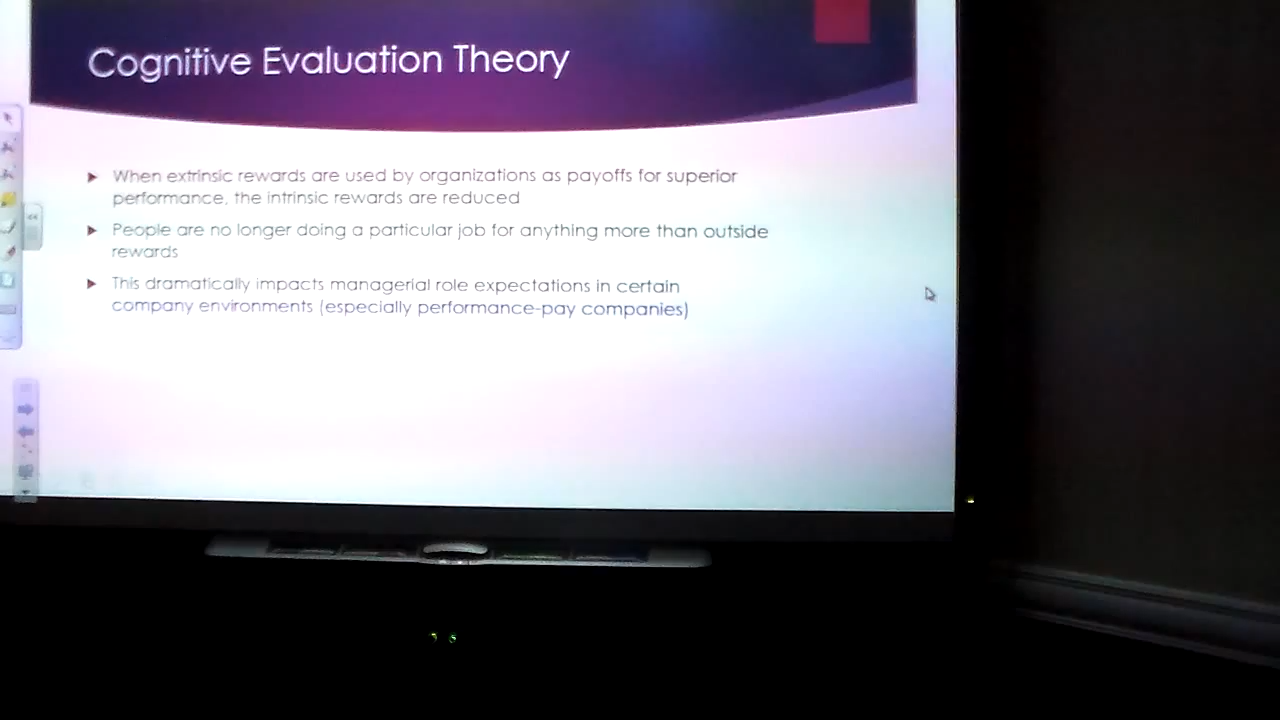 Cognitive Evaluation Theory
When extrinsic rewards are used by organizations as payoffs for superior
performance, the intrinsic rewards are reduced
People are no longer doing a particular job for anything more than outside
rewards
This dramatically impacts managerial role expectations in certain
company environments (especially performance-pay companies)